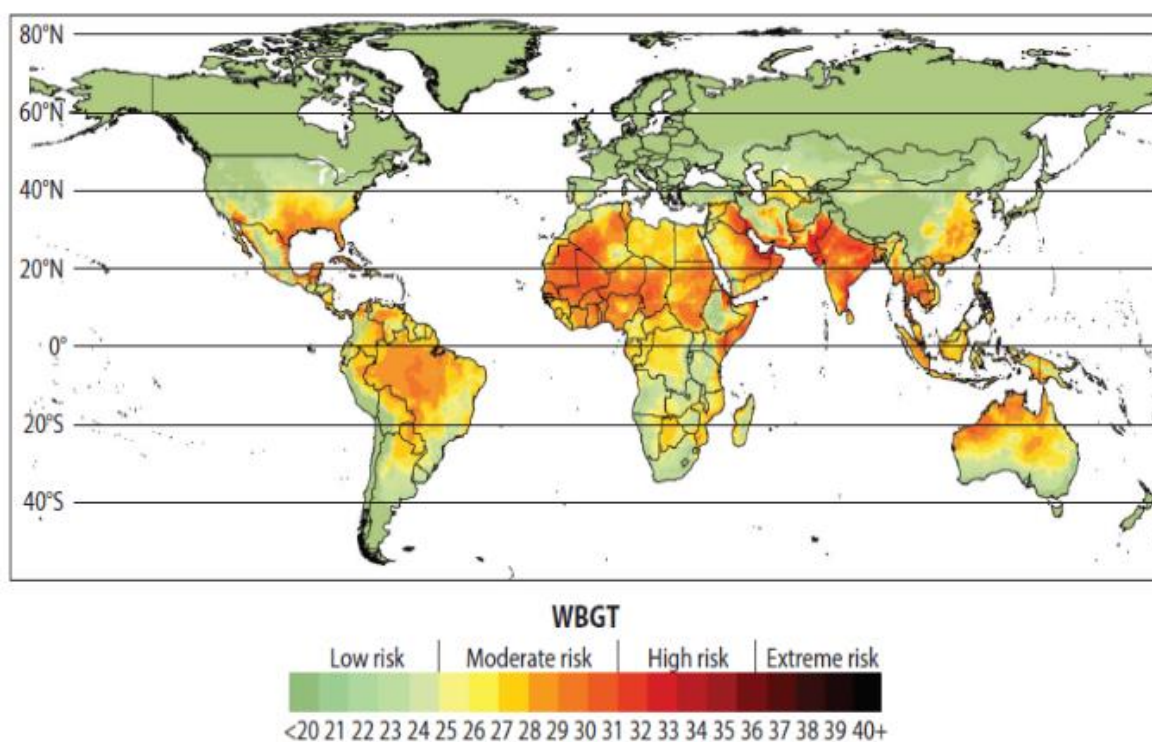 80°N
60°N
40°N
20°N
0°
20°S
40°S
WBGT
Low risk Moderate risk High risk Extreme risk
<20 21 22 23 24 25 26 27 28 29 30 31 32 33 34 35 36 37 38 39 40+